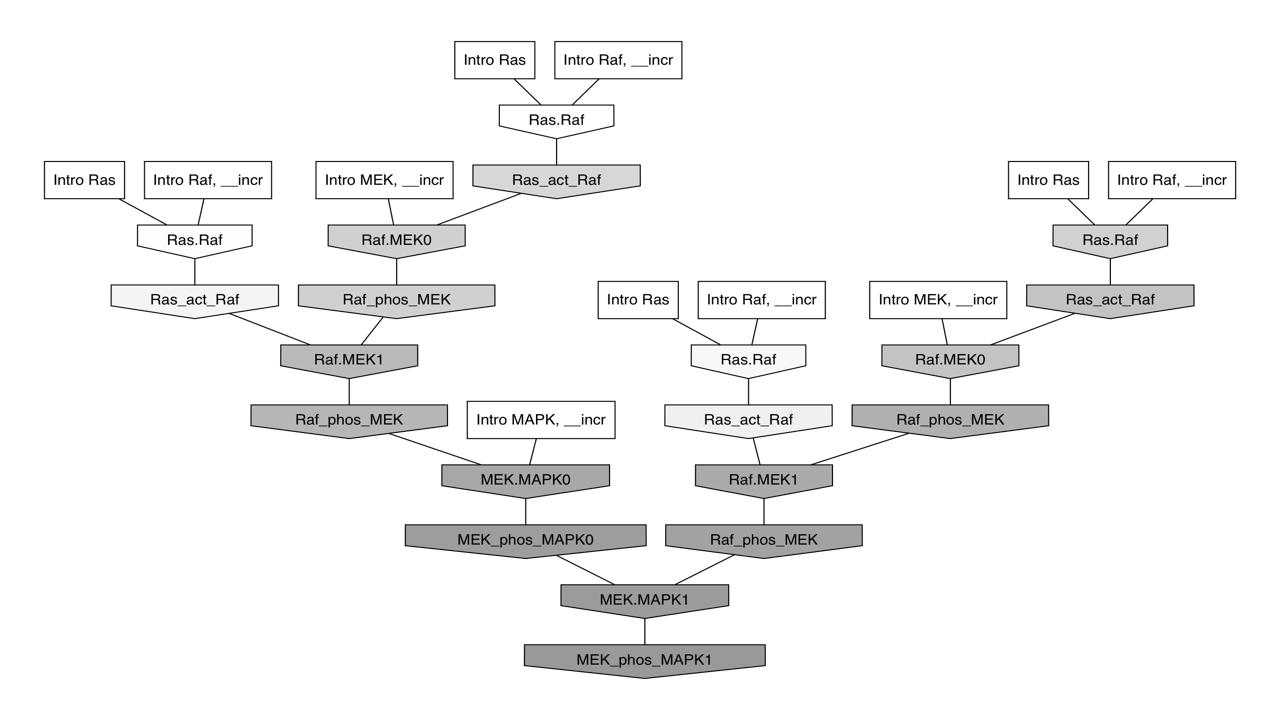 Intro Ras
Intro Raf, __incr
Ras.Raf
Intro Ras
Intro Raf, __incr
Intro MEK, __incr
Ras_act_Raf
Intro Ras
Intro Raf, __incr
Ras.Raf
Raf.MEK0
Ras.Raf
Ras_act_Raf
Raf_phos_MEK
Intro Ras
Intro Raf, __incr
Intro MEK, __incr
Ras_act_Raf
Raf.MEK1
Ras.Raf
Raf.MEK0
Raf_phos_MEK
Intro MAPK, __incr
Ras_act_Raf
Raf_phos_MEK
MEK.MAPK0
Raf.MEK1
MEK_phos_MAPK0
Raf_phos_MEK
MEK.MAPK1
MEK_phos_MAPK1